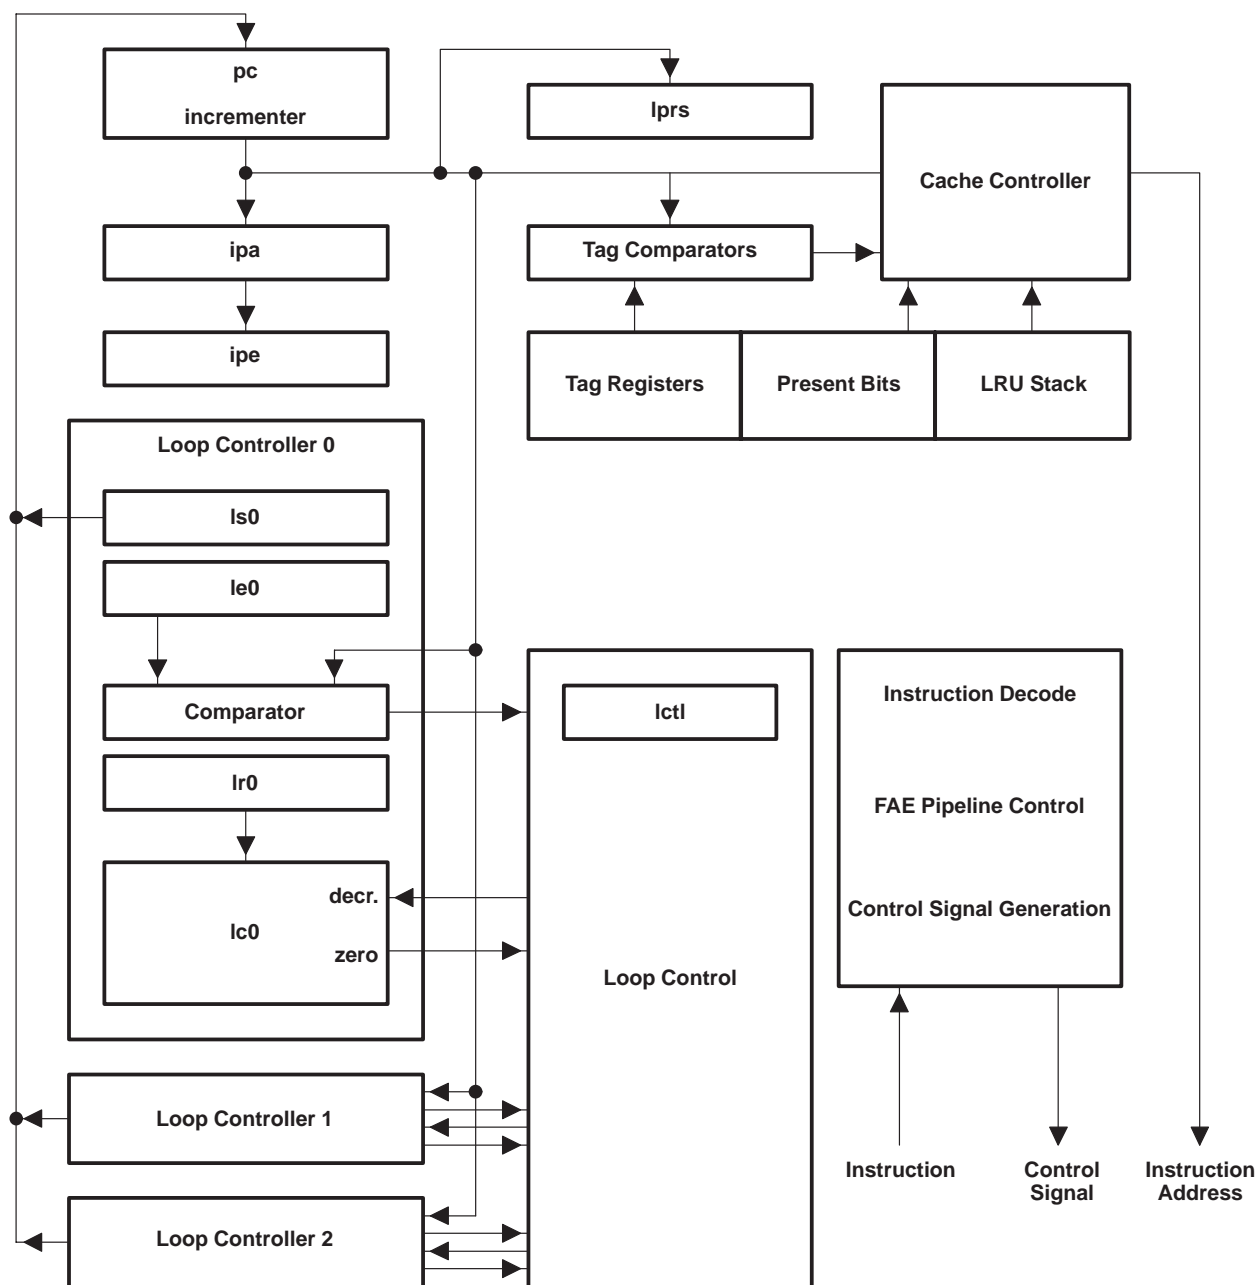 pc
incrementer
lprs
Cache Controller
ipa
Tag Comparators
ipe
Tag Registers
Present Bits
LRU Stack
Loop Controller 0
ls0
le0
Comparator
lr0
decr.
lc0
zero
lctl
Loop Control
Instruction Decode
FAE Pipeline Control
Control Signal Generation
Loop Controller 1
Loop Controller 2
Instruction
Control
Signal
Instruction
Address